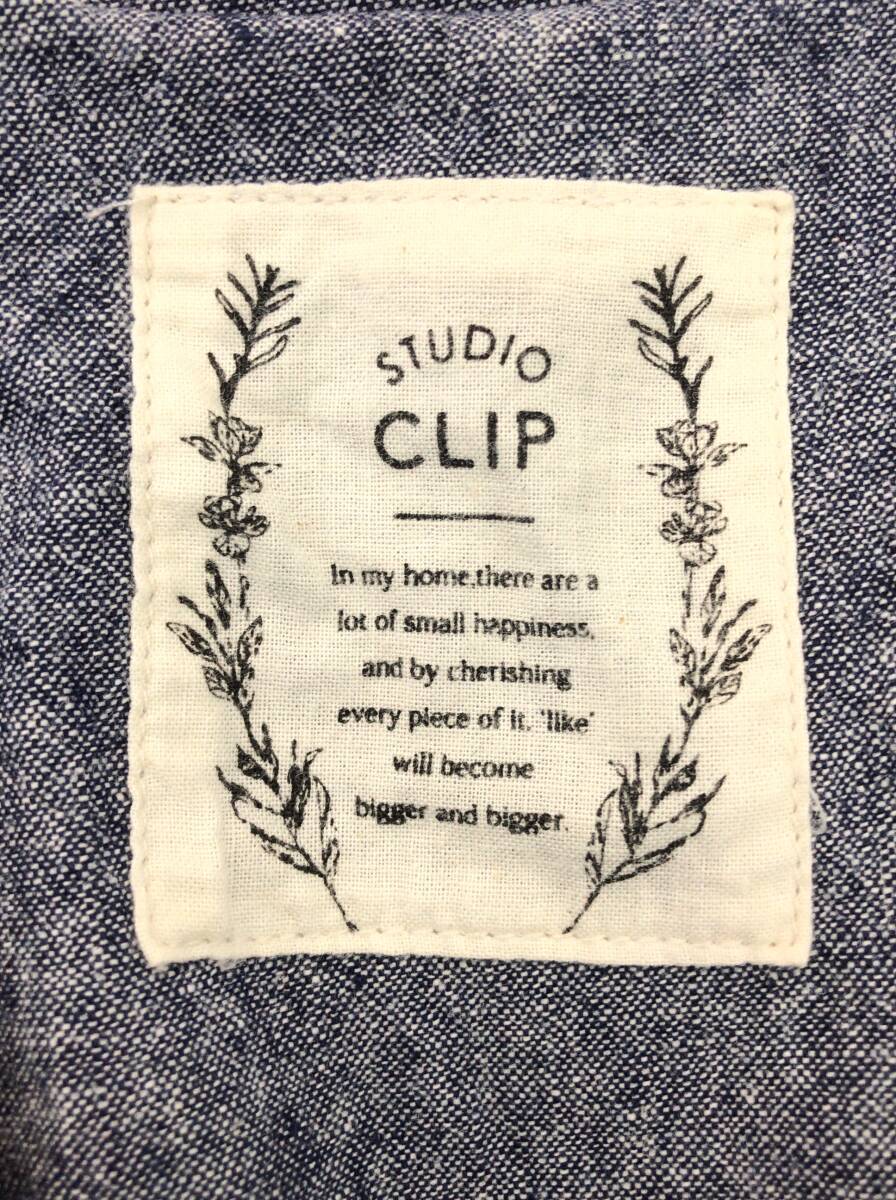 STUDIO
CLIP
In my home,there are a
lot of small happiness,
and by cherishing
every piece of it, 'like'
will become
bigger and bigger.